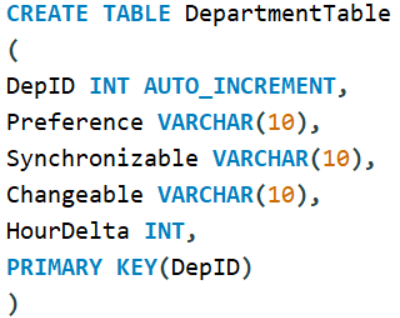 CREATE TABLE DepartmentTable
(
DepID INT AUTO_INCREMENT,
Preference VARCHAR(10),
Synchronizable VARCHAR(10),
Changeable VARCHAR(10),
HourDelta INT,
PRIMARY KEY(DepID)
)